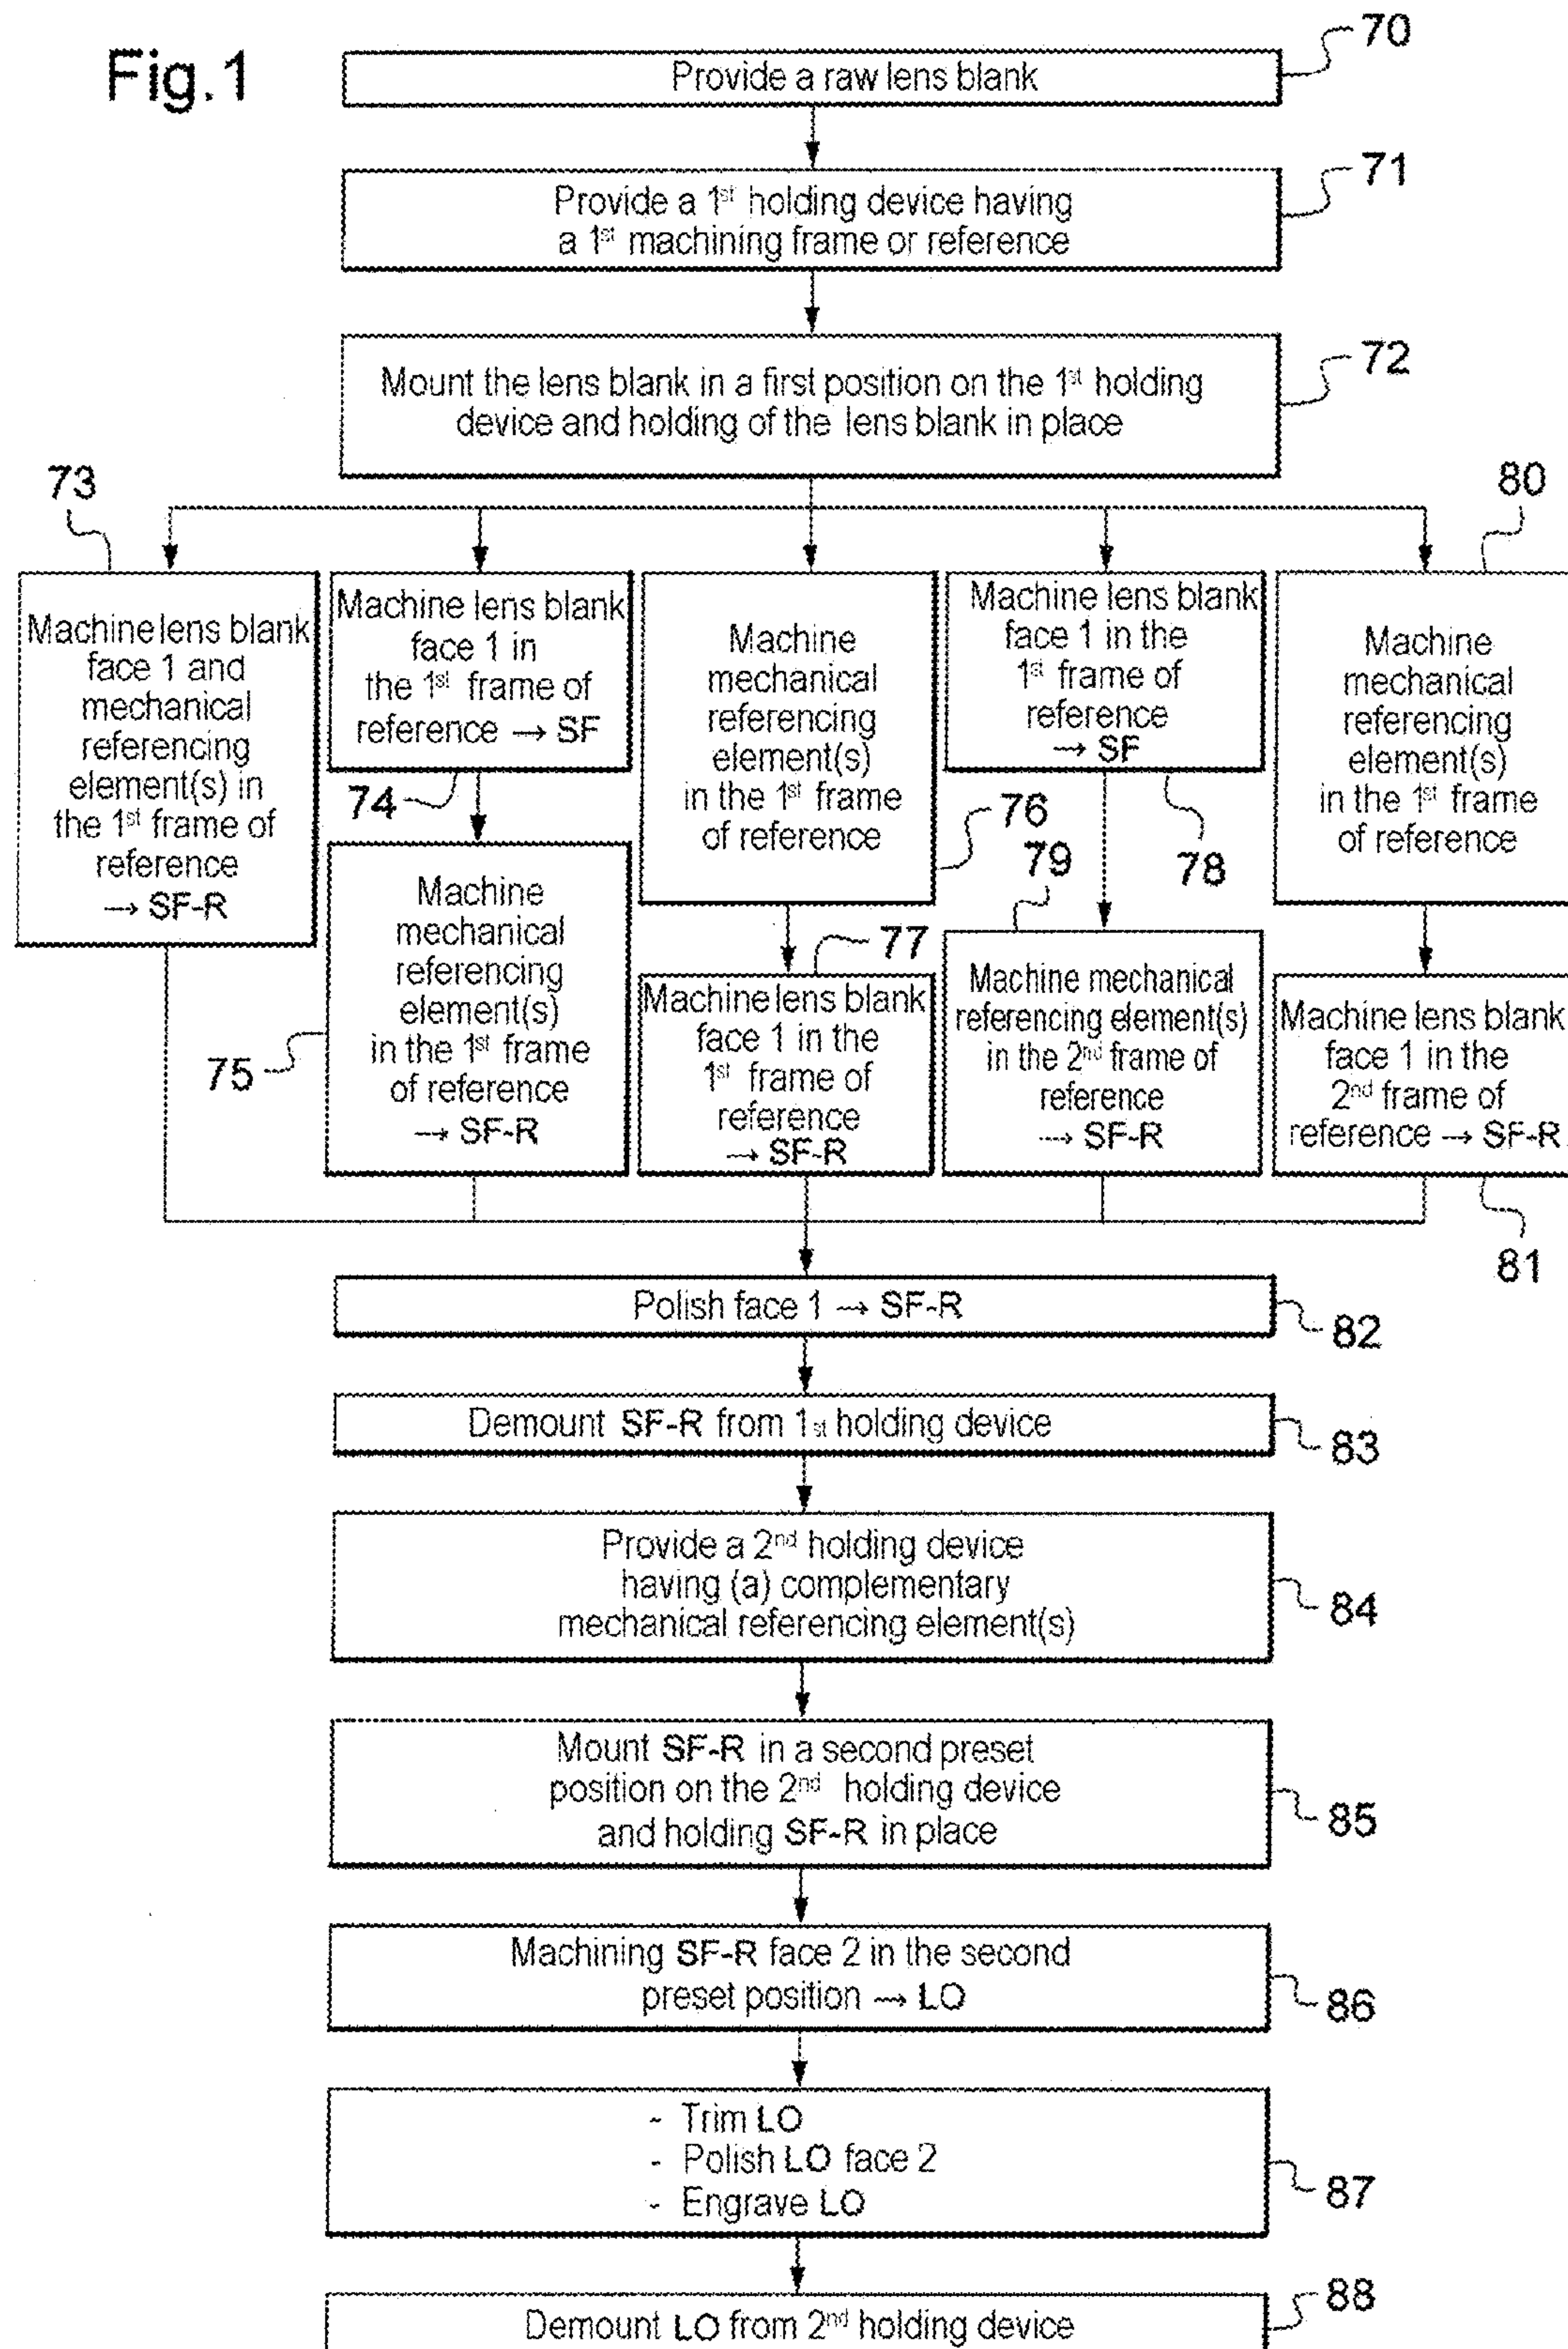 Fig.1
70
Provide a raw lens blank
71
Provide a 1st holding device having
a 1st machining frame or reference
72
Mount the lens blank in a first position on the 1st holding
device and holding of the lens blank in place
73
Machine lens blank
face 1 and
mechanical
referencing
element(s) in
the 1st frame of
reference
→ SF-R
Machine lens blank
face 1 in
the 1st frame of
reference → SF
74
Machine
mechanical
referencing
element(s)
in the 1st frame
of reference
→ SF-R
75
Machine
mechanical
referencing
element(s)
in the 1st frame
of reference
76
Machine lens blank
face 1 in the
1st frame of
reference
→ SF-R
77
Machine lens blank
face 1 in the
1st frame of
reference
→ SF
78
79
Machine mechanical
referencing element(s)
in the 2nd frame of
reference
→ SF-R
80
Machine
mechanical
referencing
element(s)
in the 1st frame
of reference
Machine lens blank
face 1 in the
2nd frame of
reference → SF-R
81
Polish face 1 → SF-R
82
Demount SF-R from 1st holding device
83
Provide a 2nd holding device
having (a) complementary
mechanical referencing element(s)
84
Mount SF-R in a second preset
position on the 2nd holding device
and holding SF-R in place
85
Machining SF-R face 2 in the second
preset position → LO
86
- Trim LO
- Polish LO face 2
- Engrave LO
87
Demount LO from 2nd holding device
88